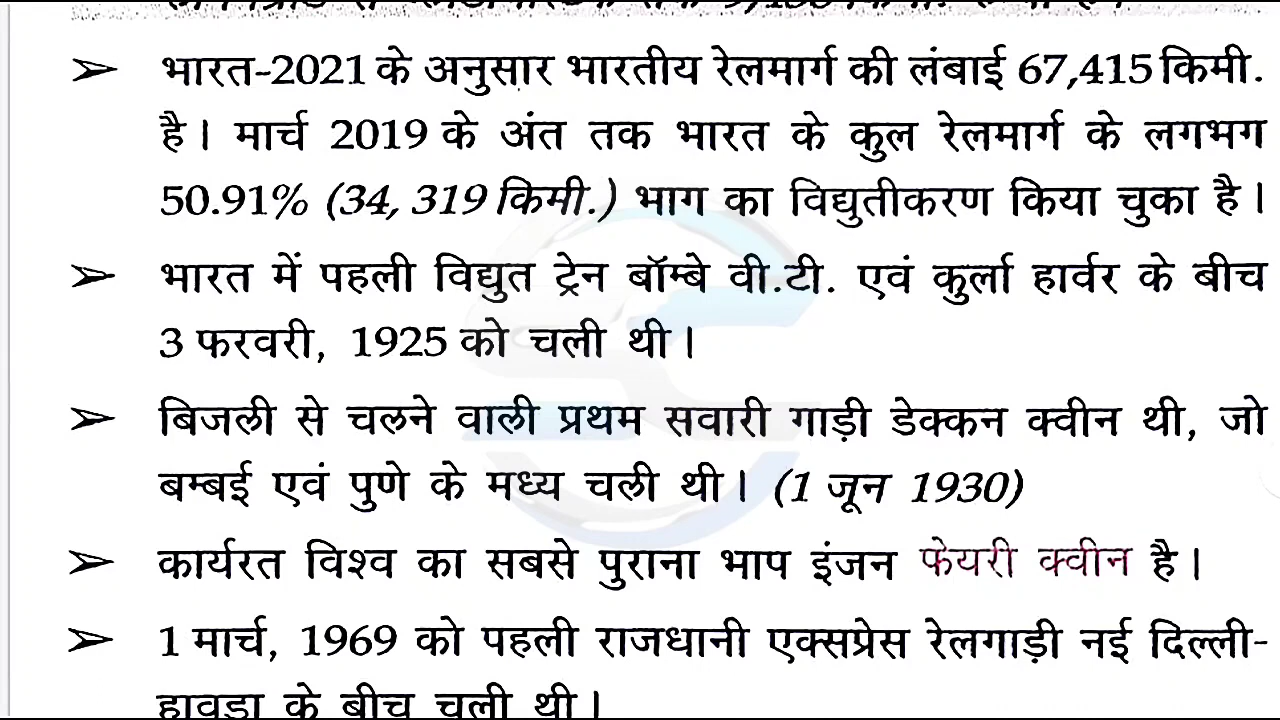 ➢ भारत-2021 के अनुसार भारतीय रेलमार्ग की लंबाई 67,415 किमी.
है। मार्च 2019 के अंत तक भारत के कुल रेलमार्ग के लगभग
50.91% (34, 319 किमी.) भाग का विद्युतीकरण किया चुका है।
➢ भारत में पहली विद्युत ट्रेन बॉम्बे वी.टी. एवं कुर्ला हार्वर के बीच
3 फरवरी, 1925 को चली थी।
➢ बिजली से चलने वाली प्रथम सवारी गाड़ी डेक्कन क्वीन थी, जो
बम्बई एवं पुणे के मध्य चली थी। (1 जून 1930)
➢ कार्यरत विश्व का सबसे पुराना भाप इंजन फेयरी क्वीन है।
➢ 1 मार्च, 1969 को पहली राजधानी एक्सप्रेस रेलगाड़ी नई दिल्ली-
हावड़ा के बीच चली थी।